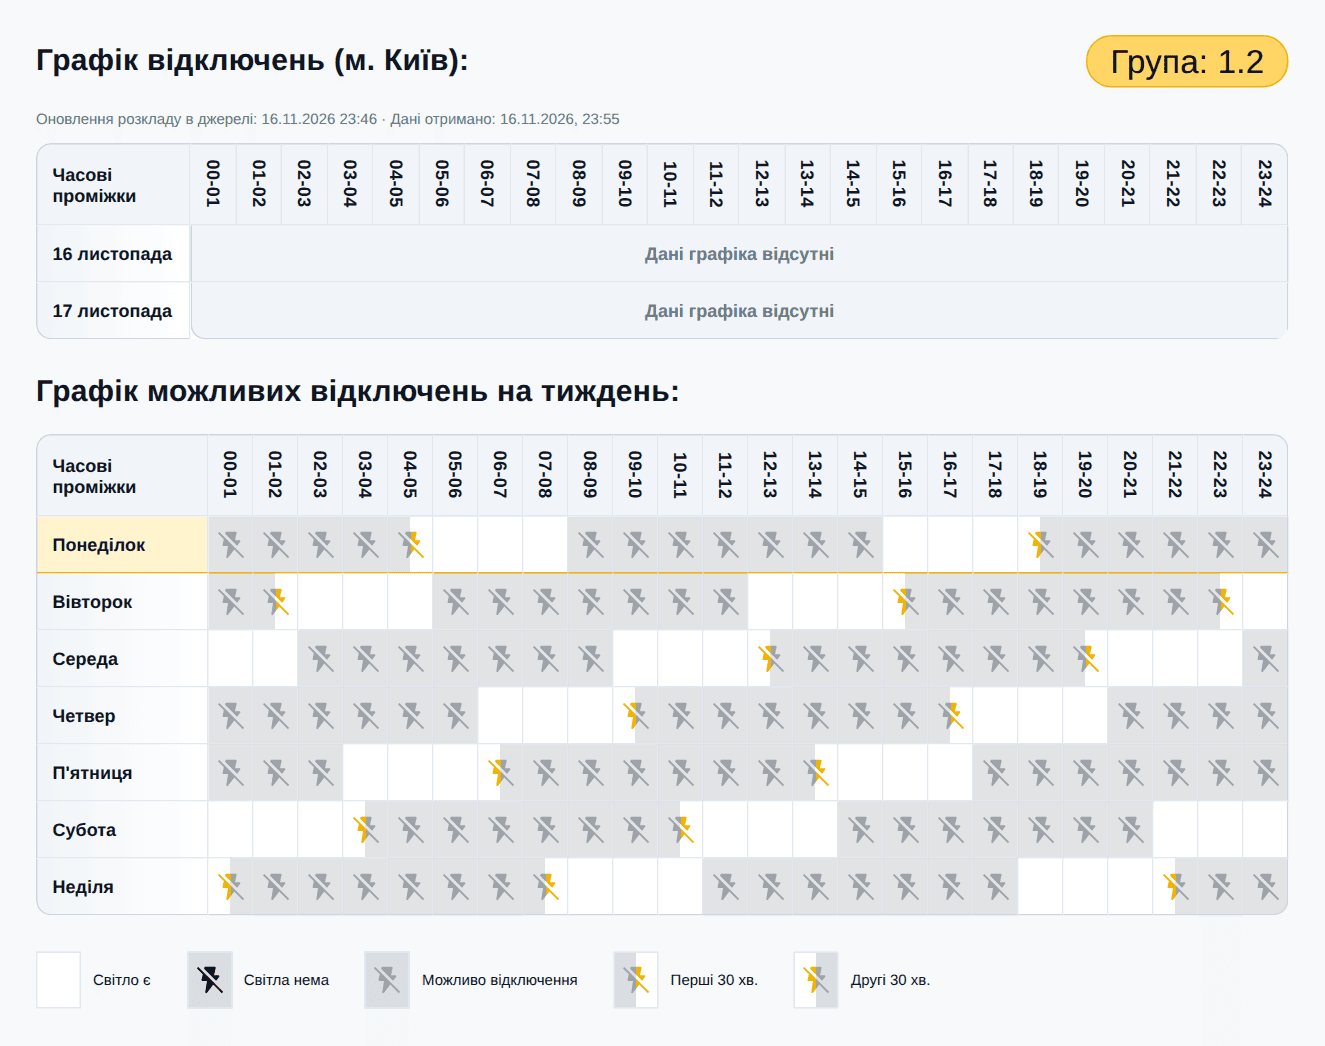 Графік відключень (м. Київ):
Група: 1.2
Оновлення розкладу в джерелі: 16.11.2026 23:46 · Дані отримано: 16.11.2026, 23:55
Часові проміжки 00-01 01-02 02-03 03-04 04-05 05-06 06-07 07-08 08-09 09-10 10-11 11-12 12-13 13-14 14-15 15-16 16-17 17-18 18-19 19-20 20-21 21-22 22-23 23-24
16 листопада Дані графіка відсутні
17 листопада Дані графіка відсутні
Графік можливих відключень на тиждень:
Часові проміжки 00-01 01-02 02-03 03-04 04-05 05-06 06-07 07-08 08-09 09-10 10-11 11-12 12-13 13-14 14-15 15-16 16-17 17-18 18-19 19-20 20-21 21-22 22-23 23-24
Понеділок
Вівторок
Середа
Четвер
П'ятниця
Субота
Неділя
Світло є Світла нема Можливо відключення Перші 30 хв. Другі 30 хв.